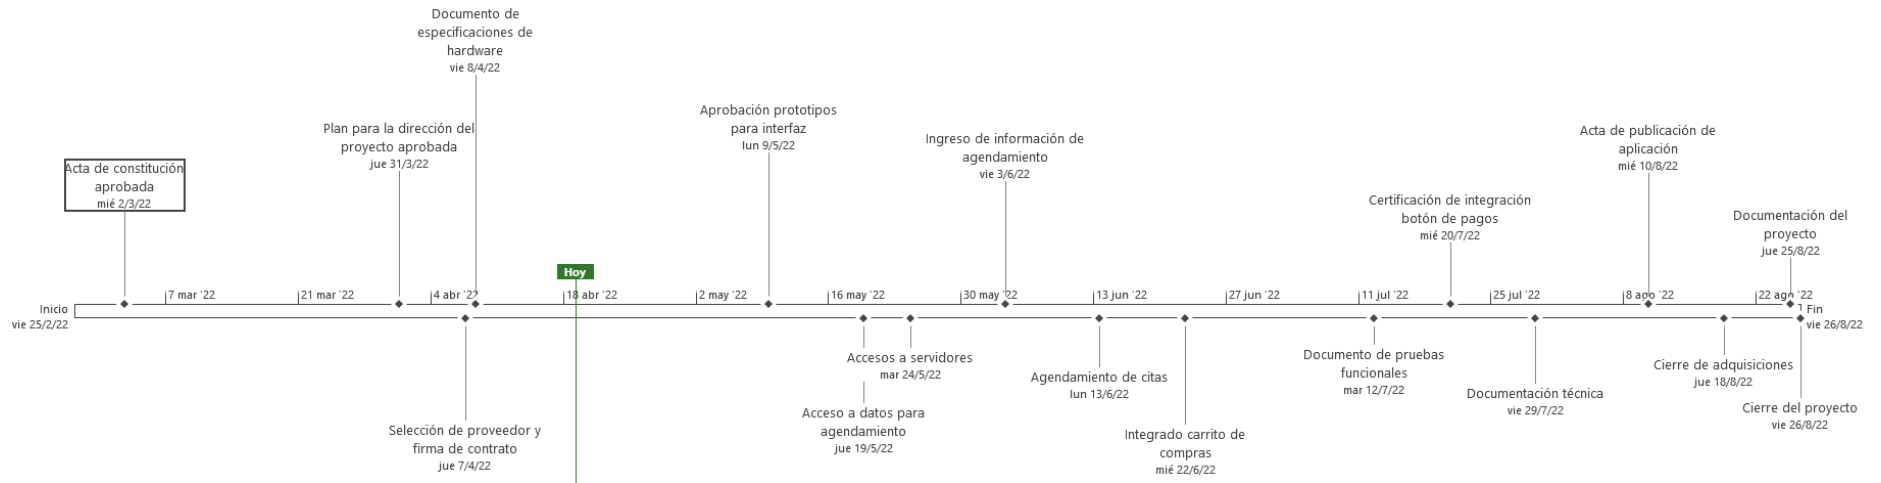 Documento de
especificaciones de
hardware
vie 8/4/22
Aprobación prototipos
para interfaz
lun 9/5/22
Plan para la dirección del
proyecto aprobada
jue 31/3/22
Ingreso de información de
agendamiento
vie 3/6/22
Acta de publicación de
aplicación
mié 10/8/22
Acta de constitución
aprobada
mié 2/3/22
Certificación de integración
botón de pagos
mié 20/7/22
Documentación del
proyecto
jue 25/8/22
Hoy
7 mar '22
21 mar '22
4 abr '22
18 abr '22
2 may '22
16 may '22
30 may '22
13 jun '22
27 jun '22
11 jul '22
25 jul '22
8 ago '22
22 ago '22
Inicio
vie 25/2/22
Fin
vie 26/8/22
Accesos a servidores
mar 24/5/22
Documento de pruebas
funcionales
mar 12/7/22
Cierre de adquisiciones
jue 18/8/22
Agendamiento de citas
lun 13/6/22
Documentación técnica
vie 29/7/22
Cierre del proyecto
vie 26/8/22
Acceso a datos para
agendamiento
jue 19/5/22
Selección de proveedor y
firma de contrato
jue 7/4/22
Integrado carrito de
compras
mié 22/6/22